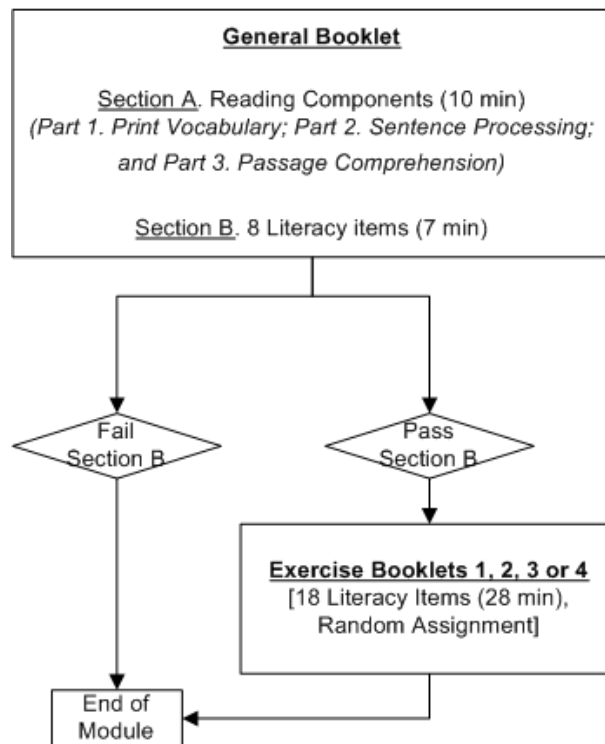 General Booklet
Section A. Reading Components (10 min)
(Part 1. Print Vocabulary; Part 2. Sentence Processing;
and Part 3. Passage Comprehension)
Section B. 8 Literacy items (7 min)
Fail
Section B
Pass
Section B
Exercise Booklets 1, 2, 3 or 4
[18 Literacy Items (28 min),
Random Assignment]
End of
Module